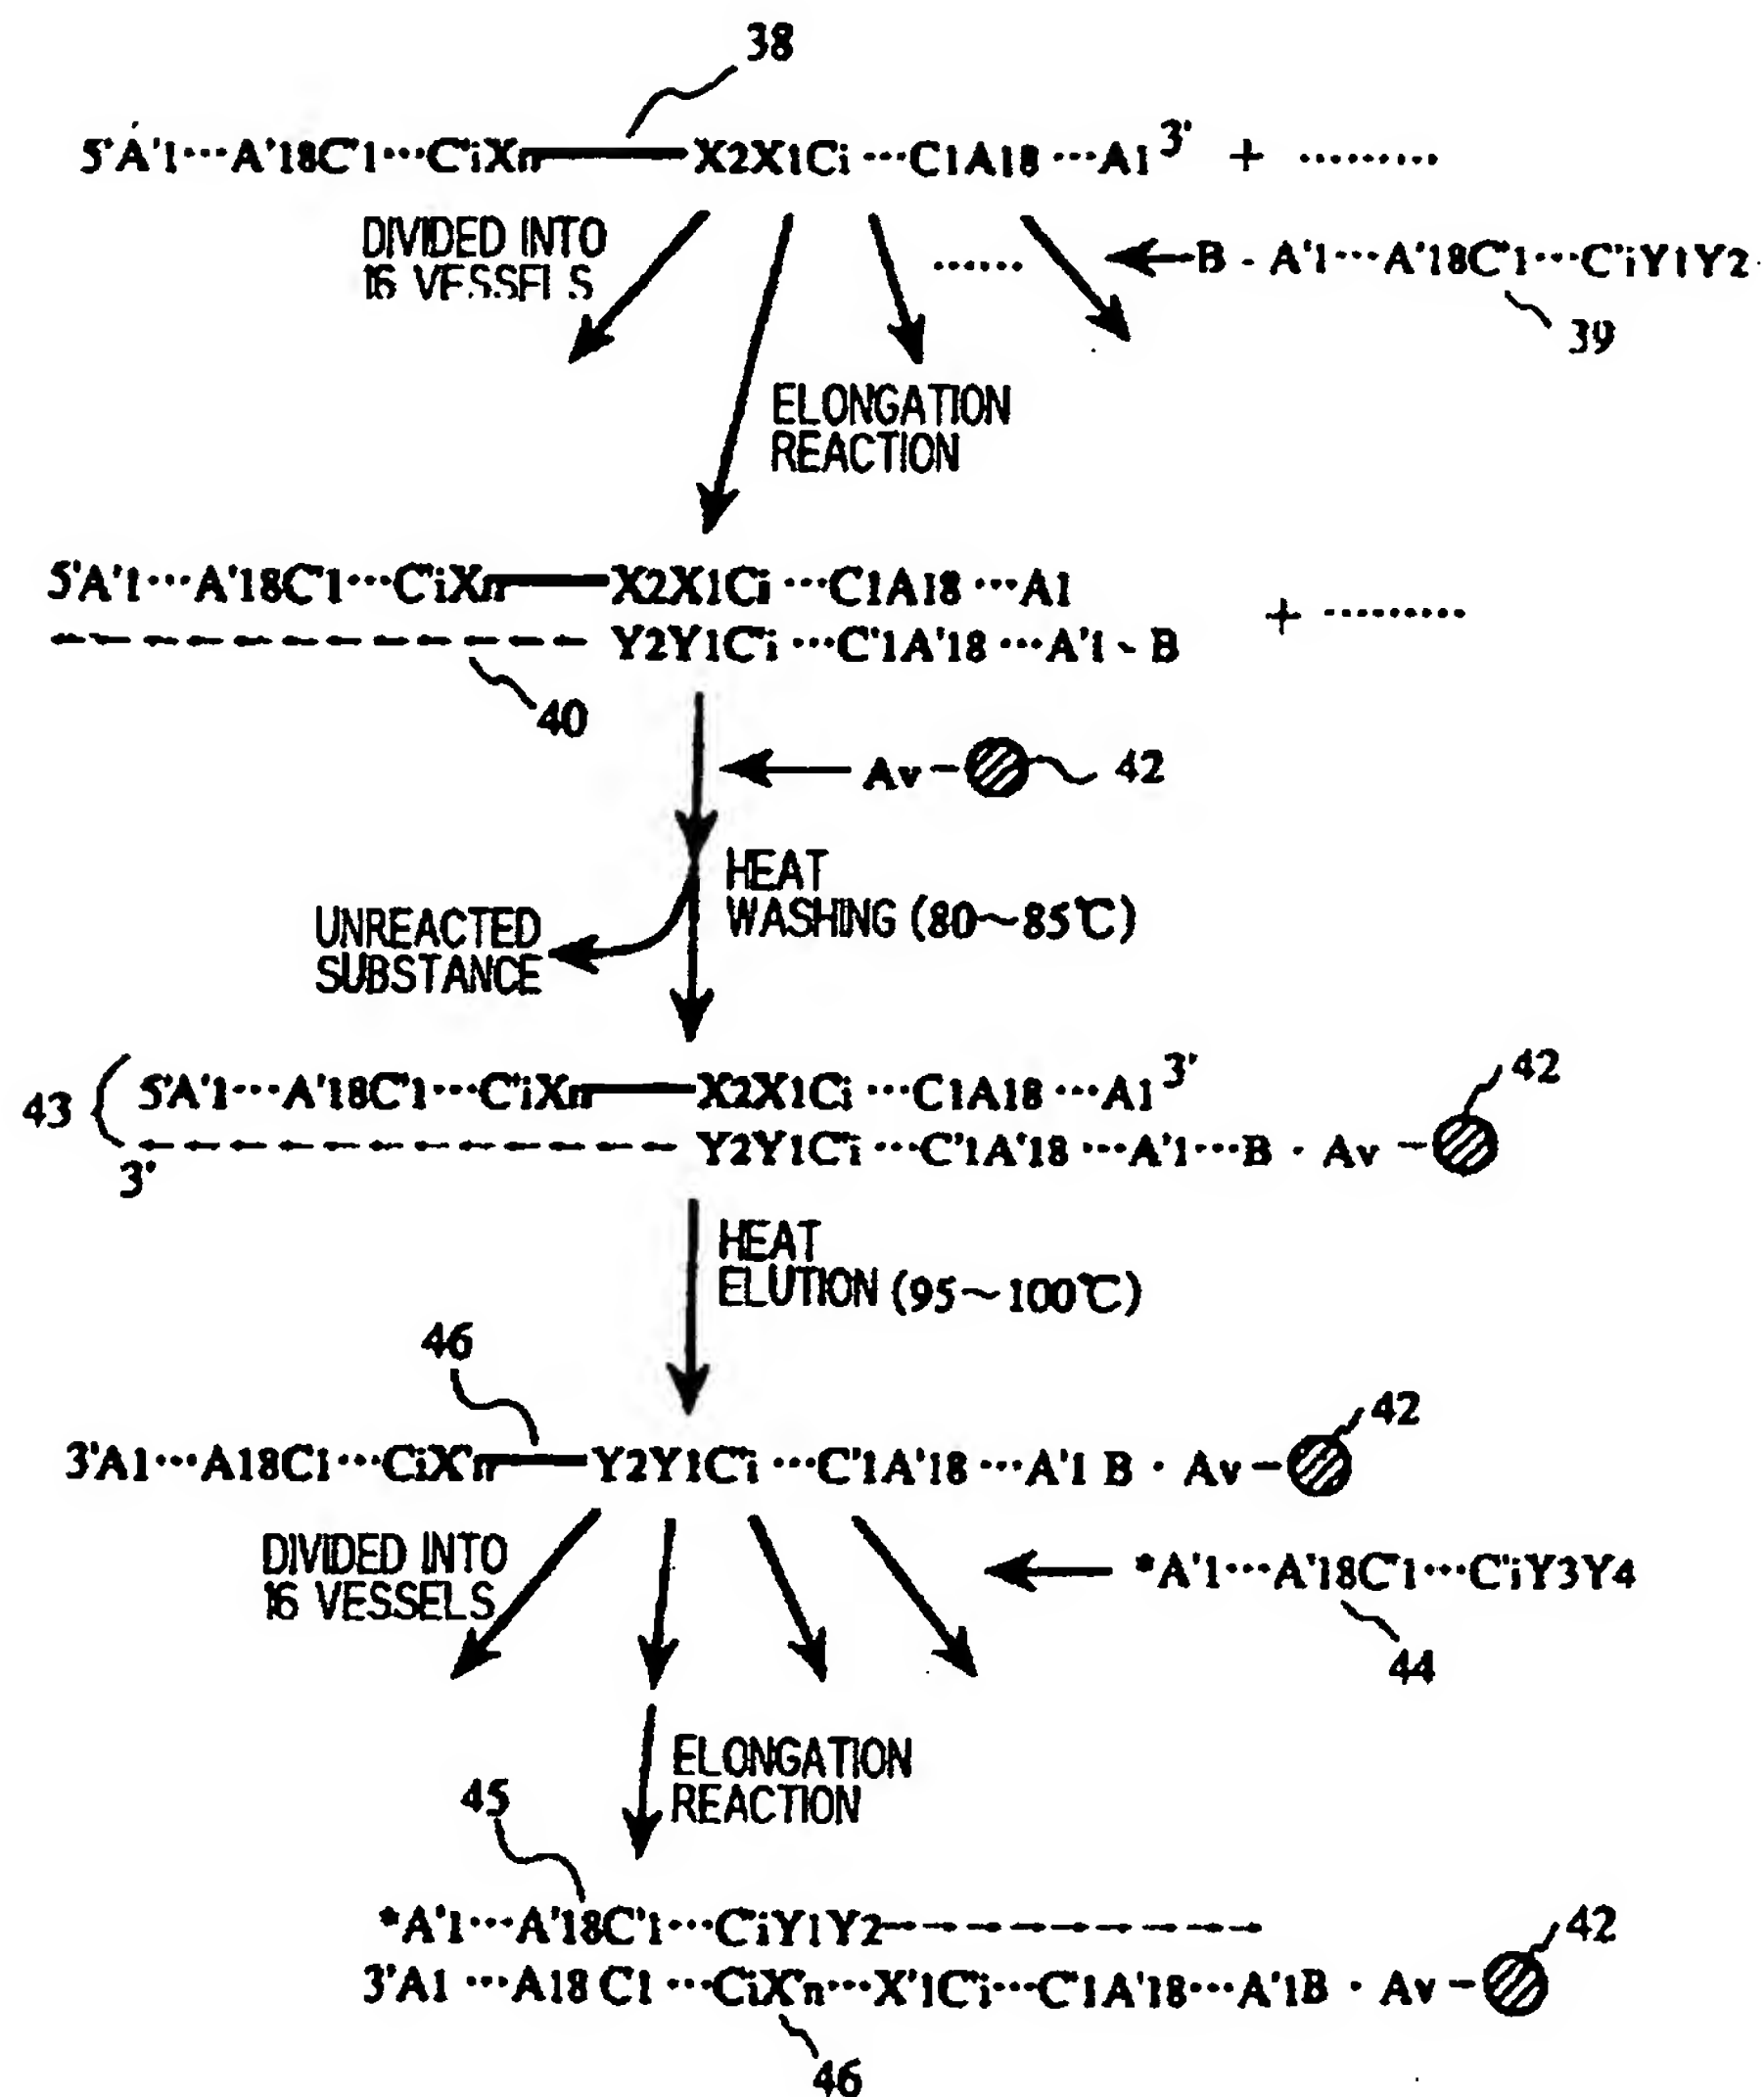 38
5'A'1···A'18C'1···C'iXn X2X1Ci ···C1A18 ···A1 3' + ·········
DIVIDED INTO
16 VESSELS
······
B - A'1···A'18C'1···C'iY1Y2
39
ELONGATION
REACTION
5'A'1···A'18C'1···C'iXn X2X1Ci ···C1A18 ···A1
+ ·········
Y2Y1C'i ···C'1A'18 ···A'1 - B
40
Av - 42
HEAT
WASHING (80~85℃)
UNREACTED
SUBSTANCE
42
43 5'A'1···A'18C'1···C'iXn X2X1Ci ···C1A18 ···A1 3'
3' Y2Y1C'i ···C'1A'18 ···A'1···B · Av -
HEAT
ELUTION (95~100℃)
46
42
3'A1···A18C1···CiX'n Y2Y1C'i ···C'1A'18 ···A'1 B · Av -
DIVIDED INTO
16 VESSELS
*A'1···A'18C'1···C'iY3Y4
44
ELONGATION
REACTION
45
*A'1···A'18C'1···C'iY1Y2
42
3'A1 ···A18 C1 ···CiX'n···X'1C'i···C'1A'18···A'1B · Av -
46